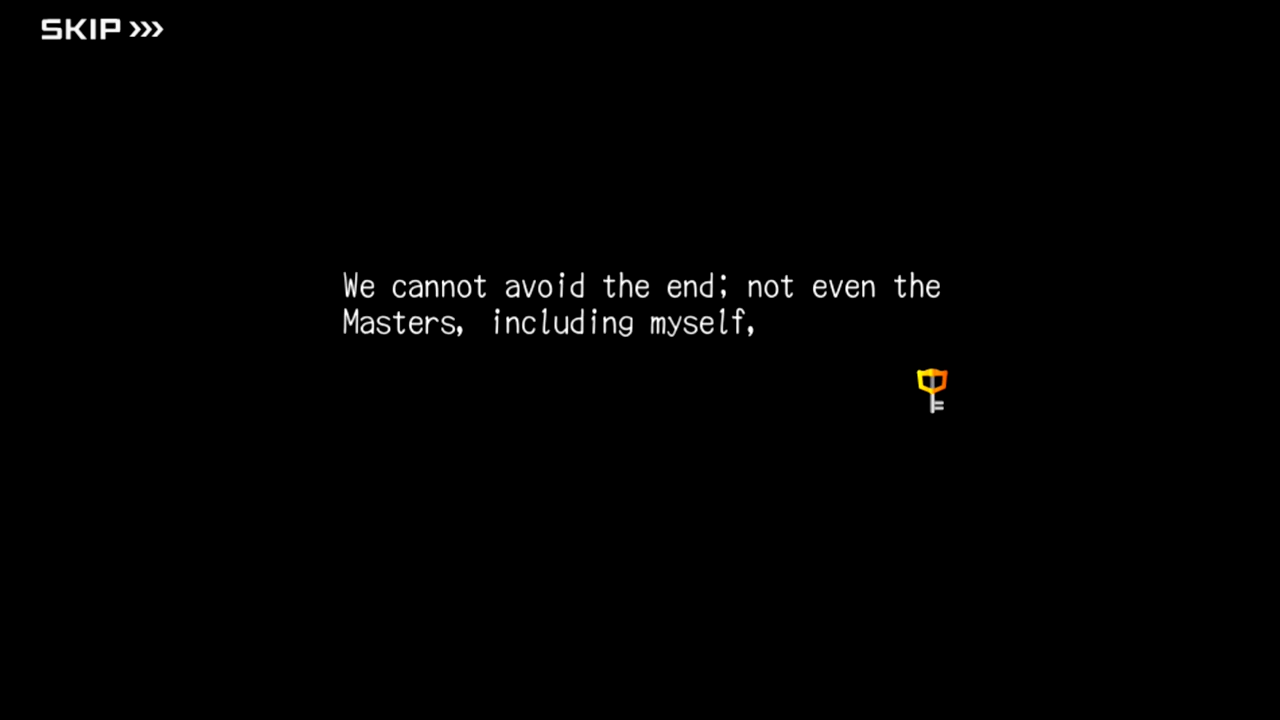 SKIP >>>
We cannot avoid the end; not even the
Masters, including myself,